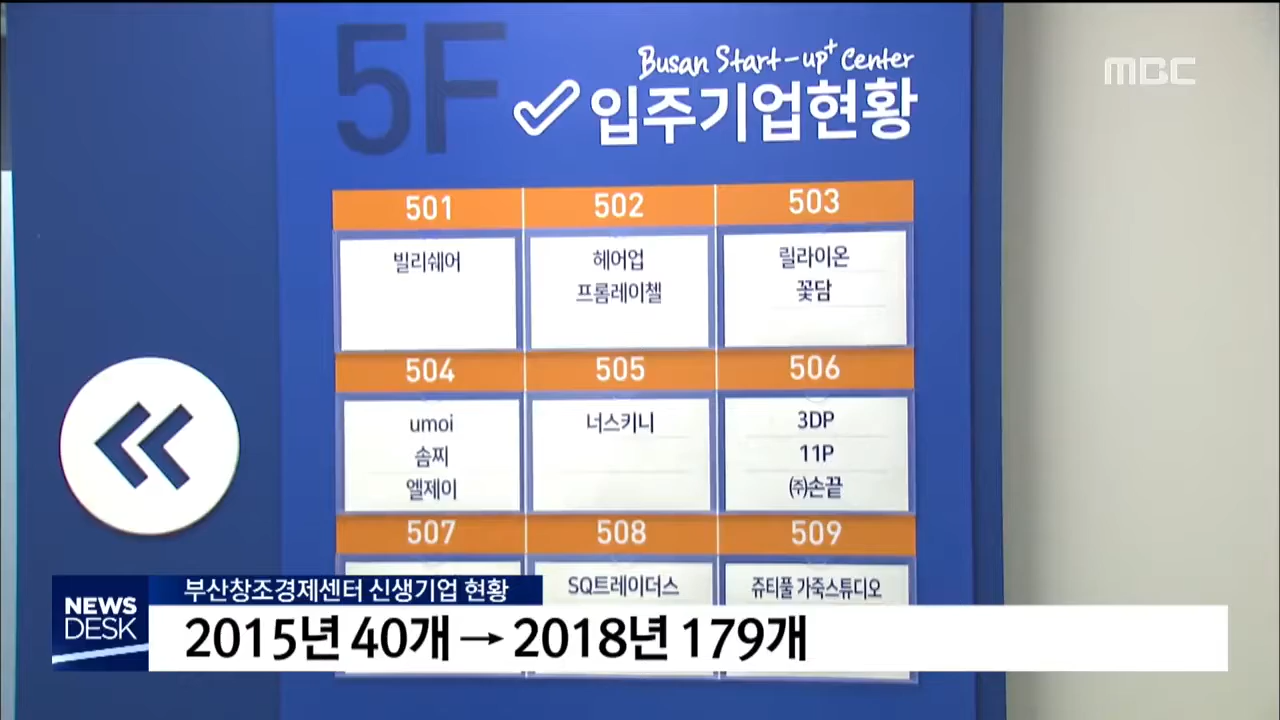 5F
Busan Start-up+ Center
입주기업현황
MBC
501 502 503
빌리쉐어
헤어업
프롬레이첼
릴라이온
꽃담
504 505 506
umoi
솜찌
엘제이
너스키니
3DP
11P
㈜손끝
507 508 509
SQ트레이더스
쥬티풀 가죽스튜디오
NEWS
DESK
부산창조경제센터 신생기업 현황
2015년 40개→2018년 179개